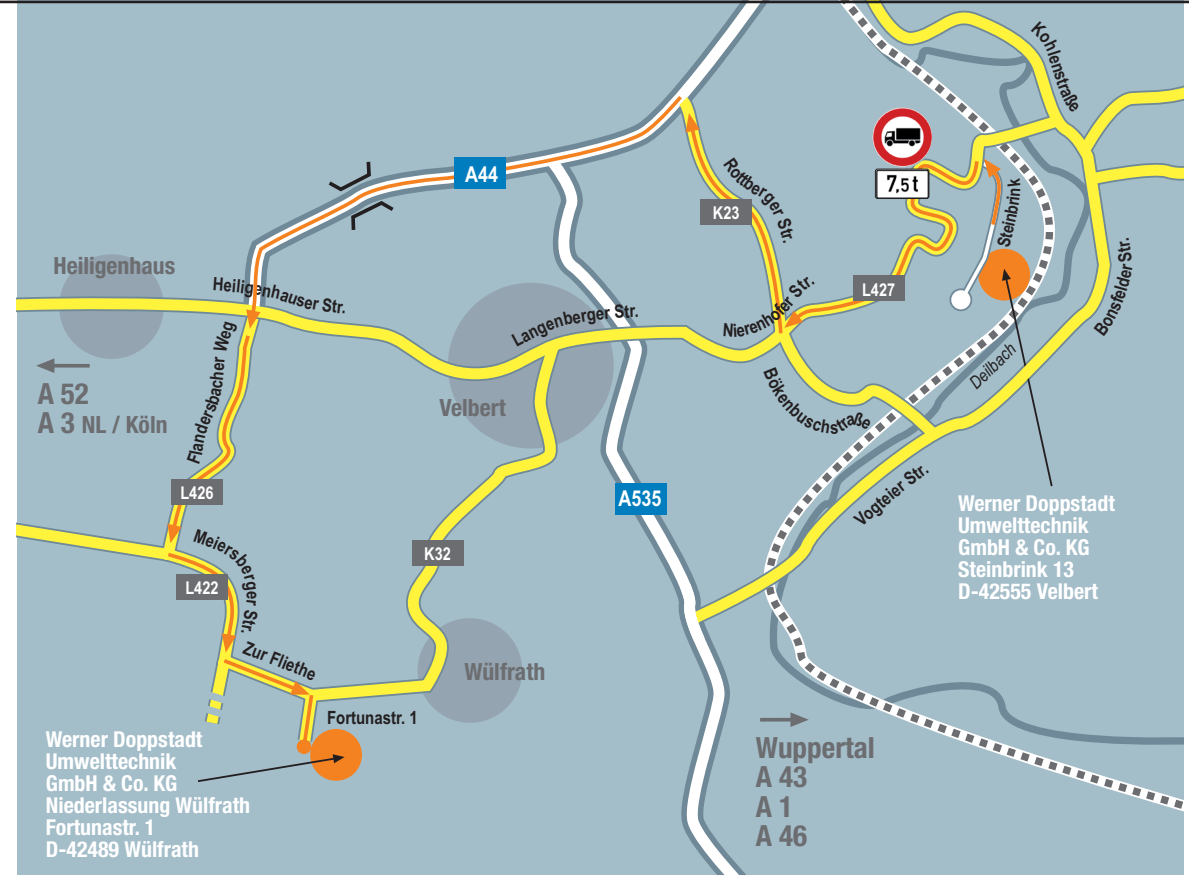 Kohlenstraße
7,5 t
A44
Rottberger Str.
K23
Steinbrink
Heiligenhaus
Heiligenhauser Str.
Bonsfelder Str.
L427
Langenberger Str.
Nierenhofer Str.
Flandersbacher Weg
A 52
A 3 NL / Köln
Velbert
Bökenbuschstraße
Deilbach
L426
A535
Vogteier Str.
Werner Doppstadt
Umwelttechnik
GmbH & Co. KG
Steinbrink 13
D-42555 Velbert
Meiersberger Str.
K32
L422
Zur Fliethe
Wülfrath
Fortunastr. 1
Werner Doppstadt
Umwelttechnik
GmbH & Co. KG
Niederlassung Wülfrath
Fortunastr. 1
D-42489 Wülfrath
Wuppertal
A 43
A 1
A 46